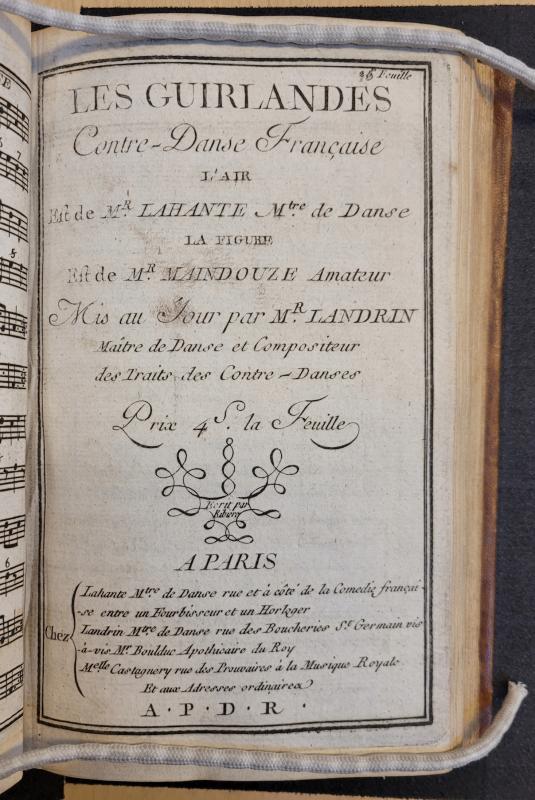 36 Feuille
LES GUIRLANDES
Contre-Danse Française
L'AIR
Est de MR. LAHANTE Mtre. de Danse
LA FIGURE
Est de MR. MAINDOUZE Amateur
Mis au Jour par MR. LANDRIN
Maître de Danse et Compositeur
des Traits des Contre-Danses
Prix 4 S. la Feuille
Ecrit par
Ribiere
A PARIS
Chez
Lahante Mtre de Danse rue et à côté de la Comedie françai-
-se entre un Fourbisseur et un Horloger
Landrin Mtre de Danse rue des Boucheries St. Germain vis
à-vis Mr Boulduc Apothicaire du Roy
Melle Castagnery rue des Prouvaires à la Musique Royale
Et aux Adresses ordinaires
A . P . D . R .